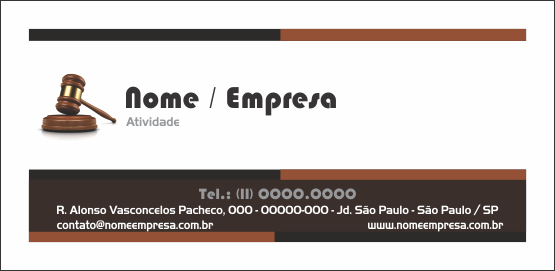 Nome / Empresa
Atividade
Tel.: (11) 0000.0000
R. Alonso Vasconcelos Pacheco, 000 - 00000-000 - Jd. São Paulo - São Paulo / SP
contato@nomeempresa.com.br www.nomeempresa.com.br